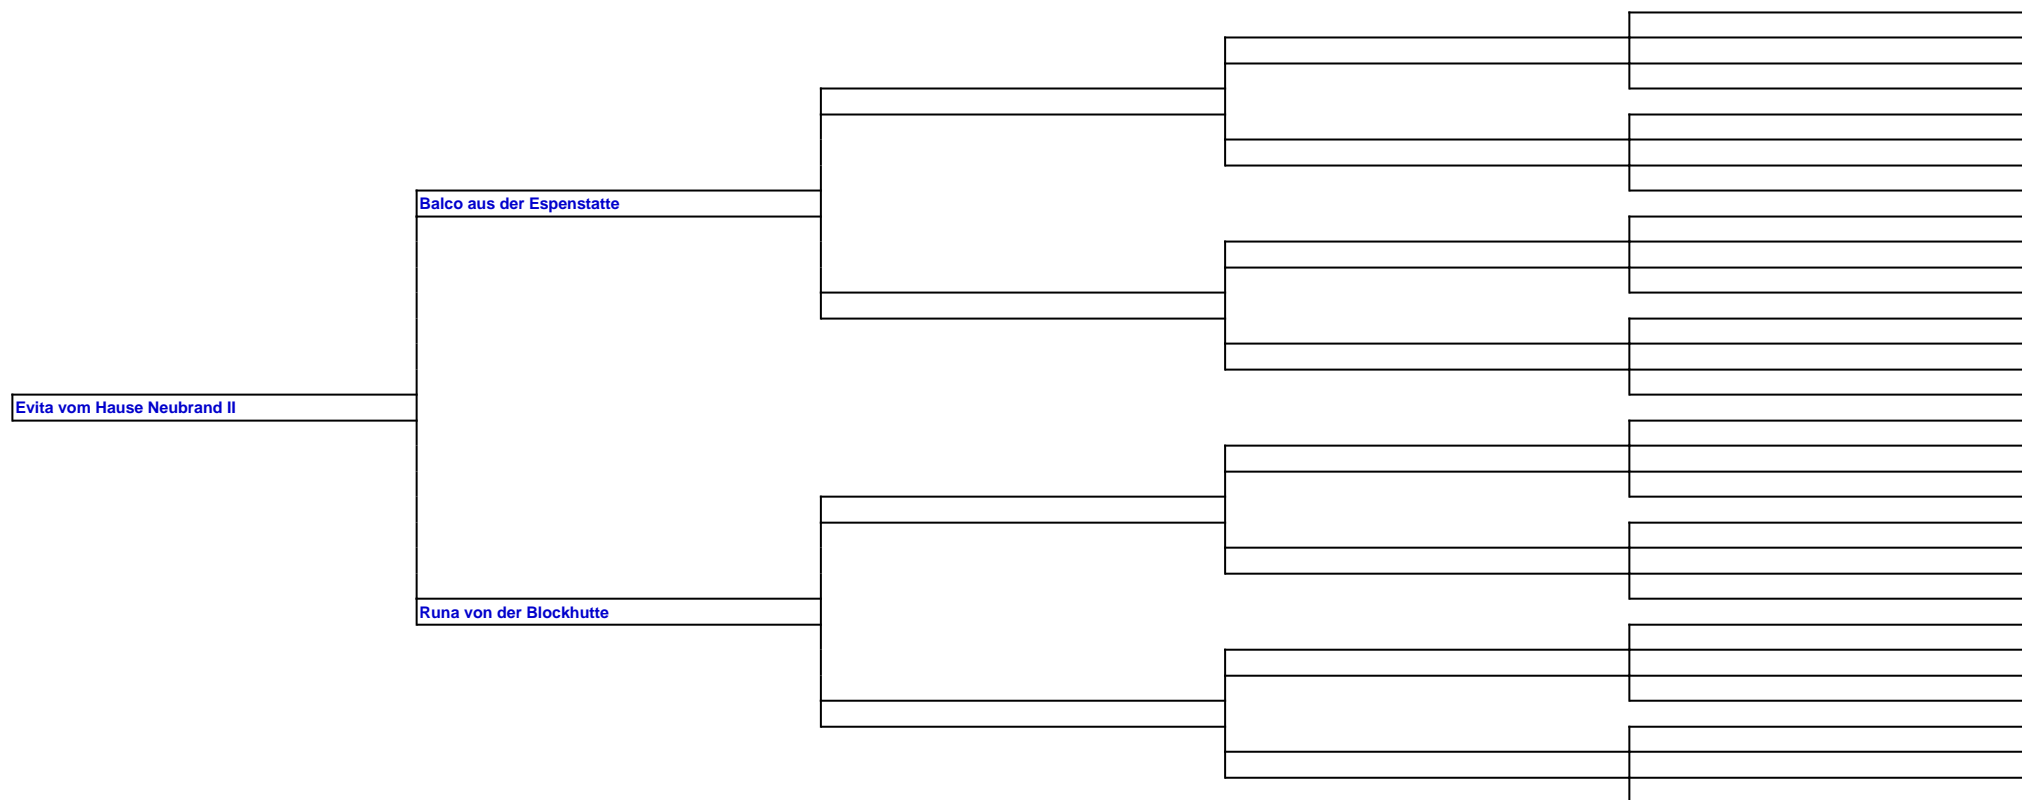 Balco aus der Espenstatte
Evita vom Hause Neubrand II
Runa von der Blockhutte